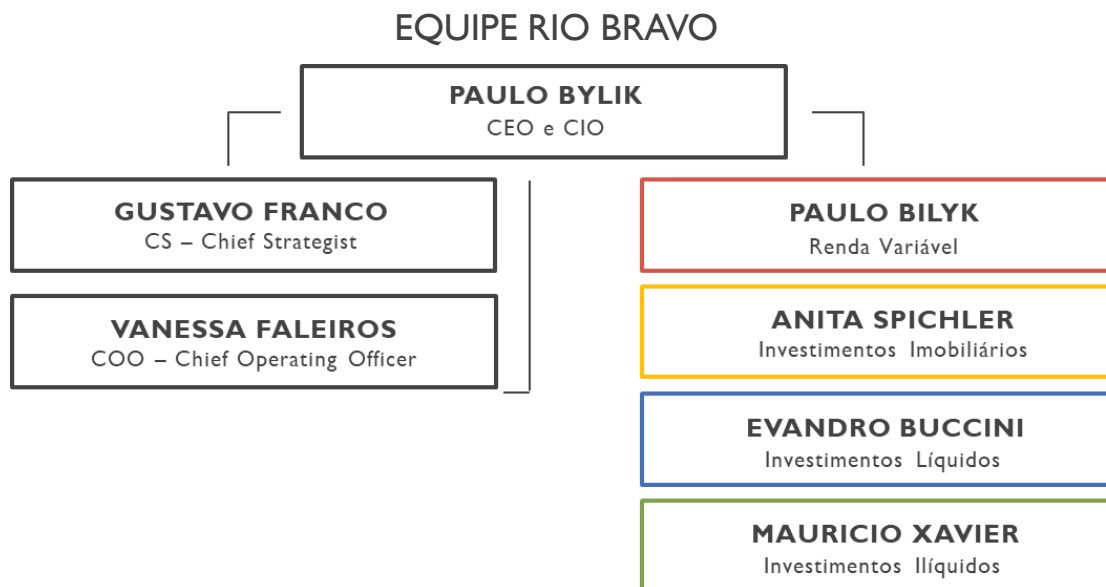 EQUIPE RIO BRAVO
PAULO BYLIK
CEO e CIO
GUSTAVO FRANCO
CS – Chief Strategist
VANESSA FALEIROS
COO – Chief Operating Officer
PAULO BILYK
Renda Variável
ANITA SPICHLER
Investimentos Imobiliários
EVANDRO BUCCINI
Investimentos Líquidos
MAURICIO XAVIER
Investimentos Ilíquidos